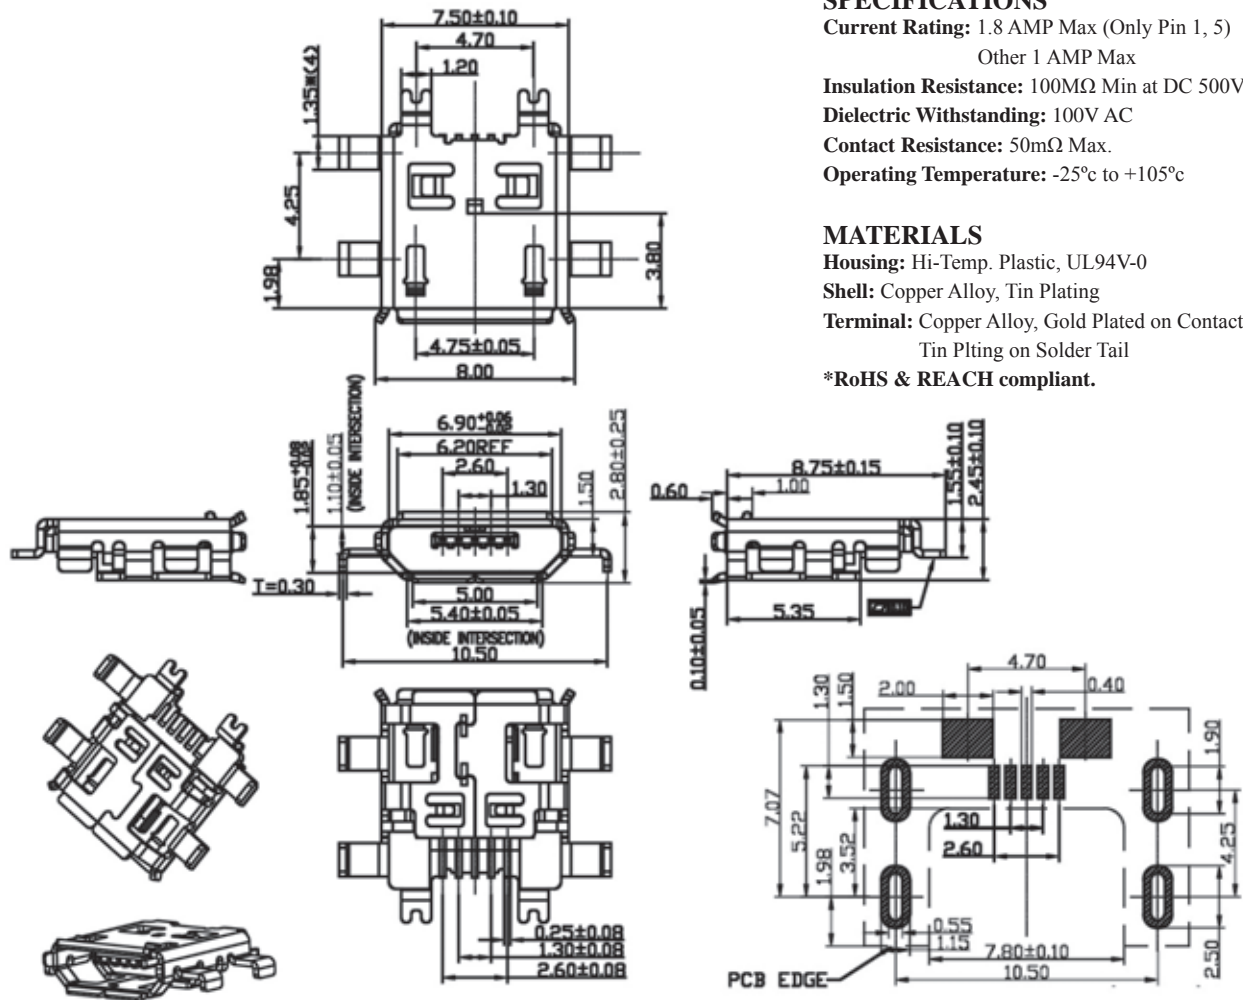 SPECIFICATIONS
Current Rating: 1.8 AMP Max (Only Pin 1, 5)
Other 1 AMP Max
Insulation Resistance: 100MΩ Min at DC 500V
Dielectric Withstanding: 100V AC
Contact Resistance: 50mΩ Max.
Operating Temperature: -25ºc to +105ºc
MATERIALS
Housing: Hi-Temp. Plastic, UL94V-0
Shell: Copper Alloy, Tin Plating
Terminal: Copper Alloy, Gold Plated on Contact
Tin Plting on Solder Tail
*RoHS & REACH compliant.
7.50±0.10
4.70
1.20
1.35*(4)
4.25
1.98
3.80
4.75±0.05
8.00
6.90
6.20REF
2.60
1.30
1.85
1.10±0.05
(INSIDE INTERSECTION)
1.50
2.80±0.25
T=0.30
5.00
5.40±0.05
(INSIDE INTERSECTION)
10.50
8.75±0.15
1.00
0.60
1.55±0.10
2.45±0.10
5.35
0.10±0.05
0.25±0.08
1.30±0.08
2.60±0.08
4.70
2.00
0.40
1.30
1.50
1.90
7.07
5.22
3.52
1.98
1.30
2.60
4.25
2.50
0.55
1.15
7.80±0.10
10.50
PCB EDGE